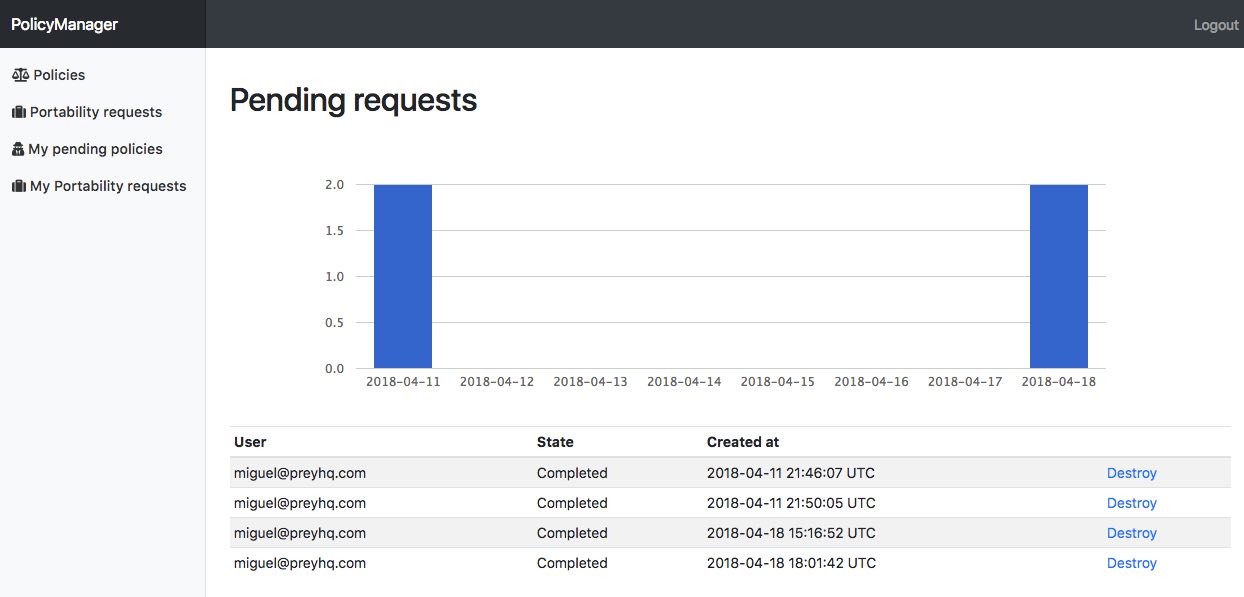 PolicyManager
Logout
Policies
Portability requests
My pending policies
My Portability requests
Pending requests
2.0
1.5
1.0
0.5
0.0
2018-04-11 2018-04-12 2018-04-13 2018-04-14 2018-04-15 2018-04-16 2018-04-17 2018-04-18
User State Created at
miguel@preyhq.com Completed 2018-04-11 21:46:07 UTC Destroy
miguel@preyhq.com Completed 2018-04-11 21:50:05 UTC Destroy
miguel@preyhq.com Completed 2018-04-18 15:16:52 UTC Destroy
miguel@preyhq.com Completed 2018-04-18 18:01:42 UTC Destroy